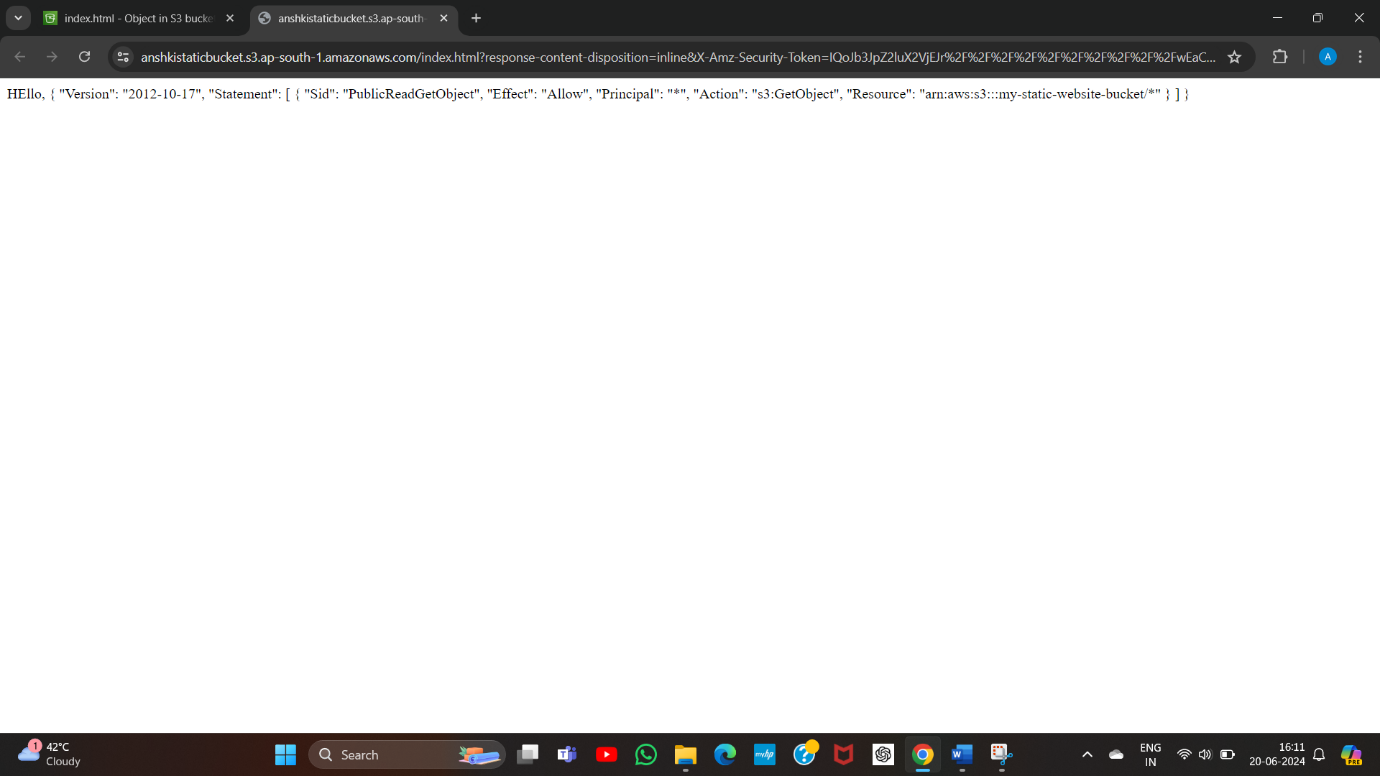 index.html - Object in S3 bucke
anshkistaticbucket.s3.ap-south-
anshkistaticbucket.s3.ap-south-1.amazonaws.com/index.html?response-content-disposition=inline&X-Amz-Security-Token=IQoJb3JpZ2luX2VjEJr%2F%2F%2F%2F%2F%2F%2F%2F%2F%2FwEaC...
A
HEllo, { "Version": "2012-10-17", "Statement": [ { "Sid": "PublicReadGetObject", "Effect": "Allow", "Principal": "*", "Action": "s3:GetObject", "Resource": "arn:aws:s3:::my-static-website-bucket/*" } ] }
1
42°C
Cloudy
Search
myhp
ENG
IN
16:11
20-06-2024
PRE